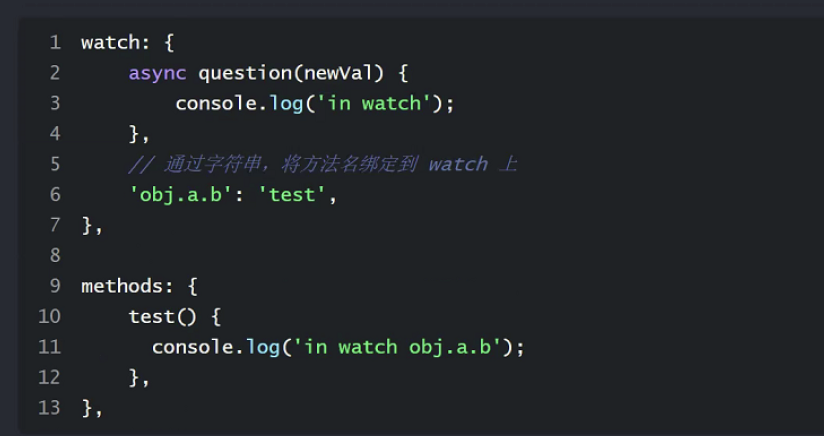 1 watch: {
2     async question(newVal) {
3         console.log('in watch');
4     },
5     // 通过字符串，将方法名绑定到 watch 上
6     'obj.a.b': 'test',
7 },
8
9 methods: {
10     test() {
11       console.log('in watch obj.a.b');
12     },
13 },